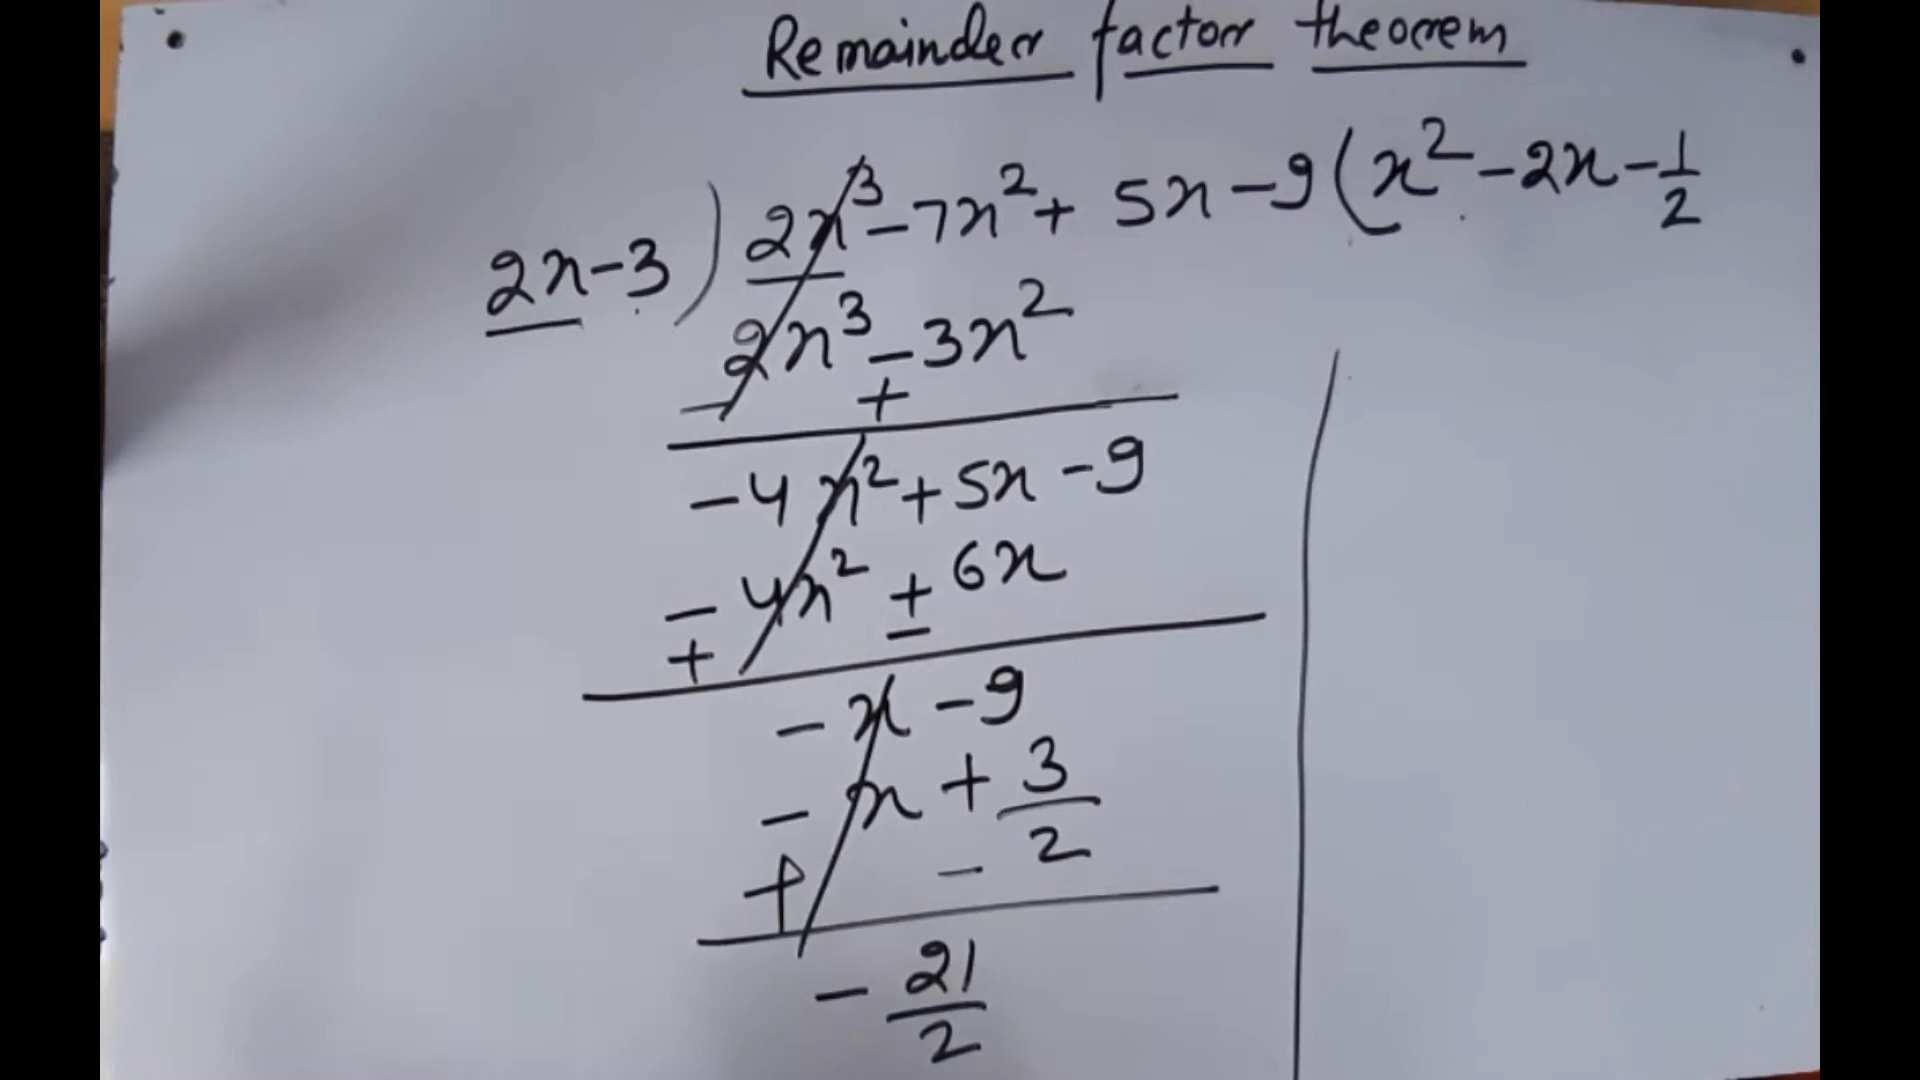 Remainder factor theorem
2x-3) 2x³-7x²+ 5x-9(x²-2x-1/2
2x³-3x²
- +
-4x²+5x-9
-4x²+6x
+ -
-x-9
-x+3/2
+ -
-21/2